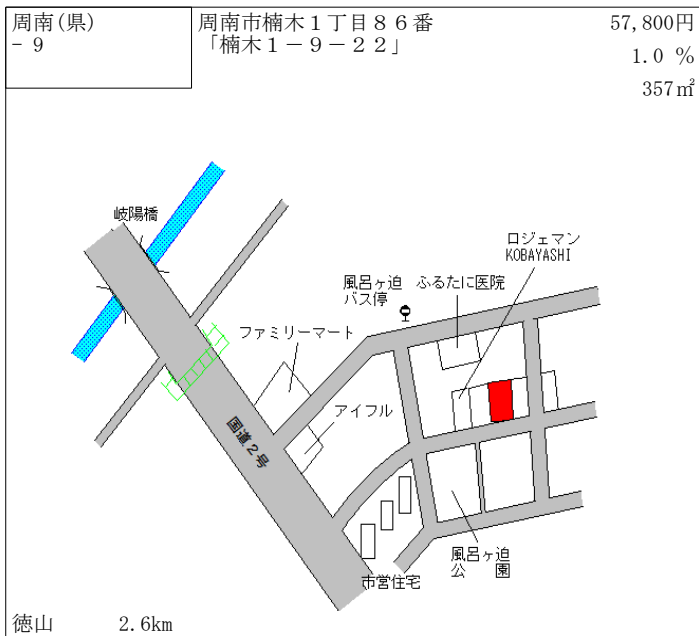 周南(県)
- 9
周南市楠木１丁目８６番
「楠木１－９－２２」
57,800円
1.0 %
357㎡
岐陽橋
ロジェマン
KOBAYASHI
風呂ヶ迫
バス停
ふるたに医院
ファミリーマート
アイフル
国道２号
風呂ヶ迫
公　園
市営住宅
徳山　2.6km